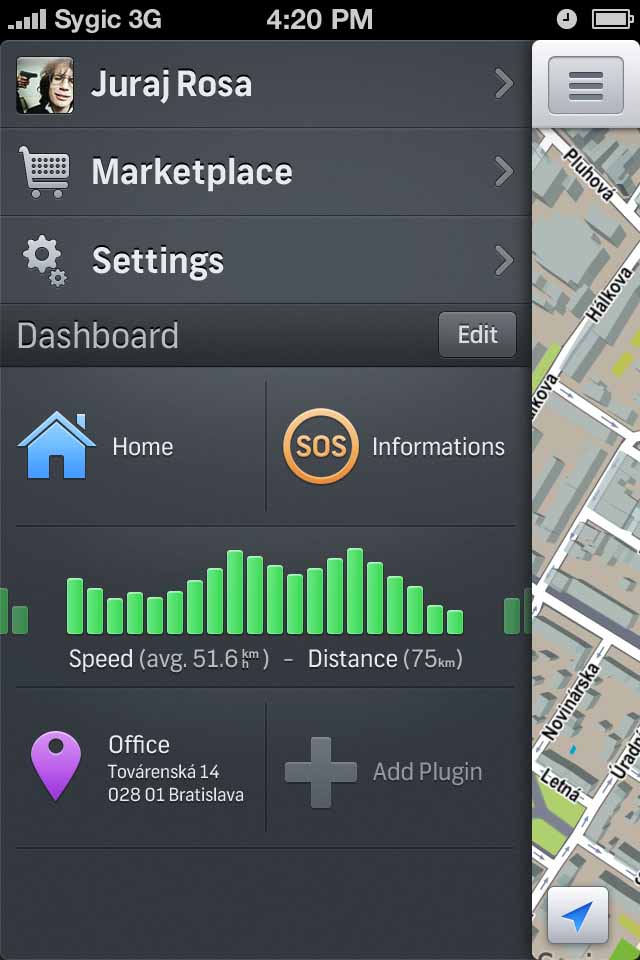 Sygic 3G 4:20 PM
Juraj Rosa
Marketplace
Settings
Dashboard Edit
Home
SOS Informations
Speed (avg. 51.6 km/h) - Distance (75km)
Office
Továrenská 14
028 01 Bratislava
Add Plugin
Pluhová
Hálkova
lkova
Novinárska
Úradn
Letná